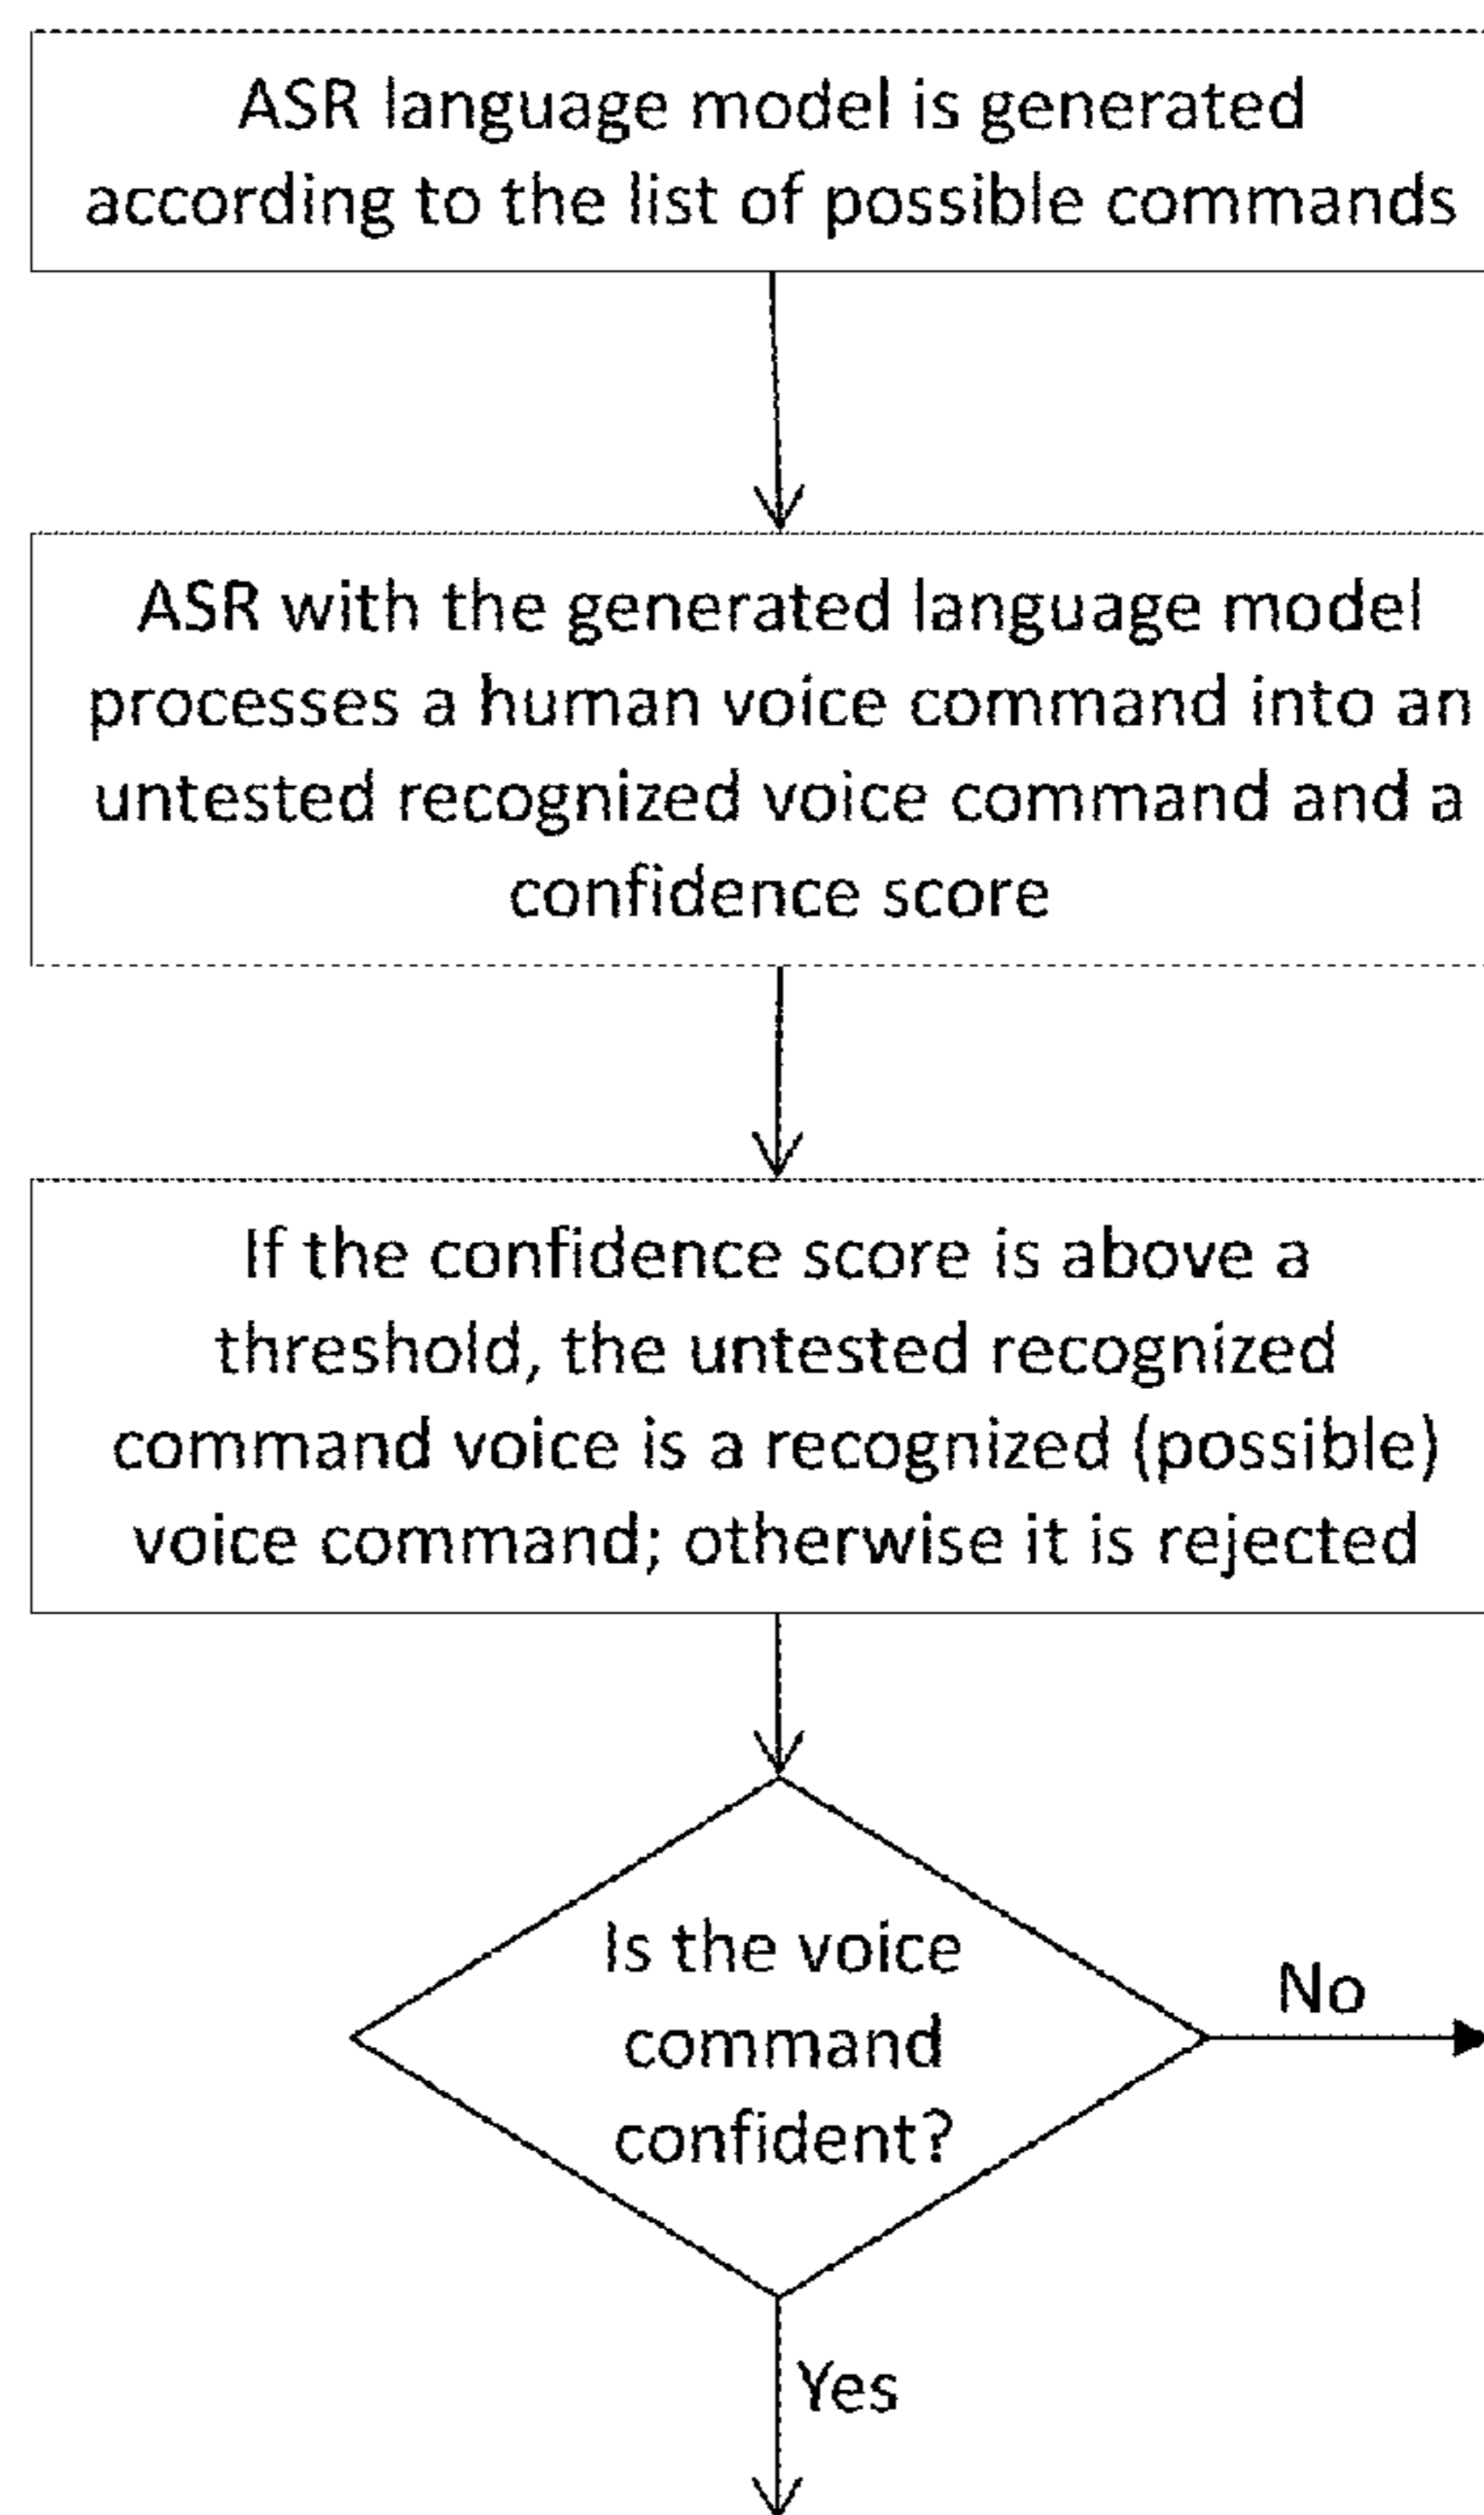 ASR language model is generated
according to the list of possible commands
ASR with the generated language model
processes a human voice command into an
untested recognized voice command and a
confidence score
If the confidence score is above a
threshold, the untested recognized
command voice is a recognized (possible)
voice command; otherwise it is rejected
Is the voice
command
confident?
No
Yes